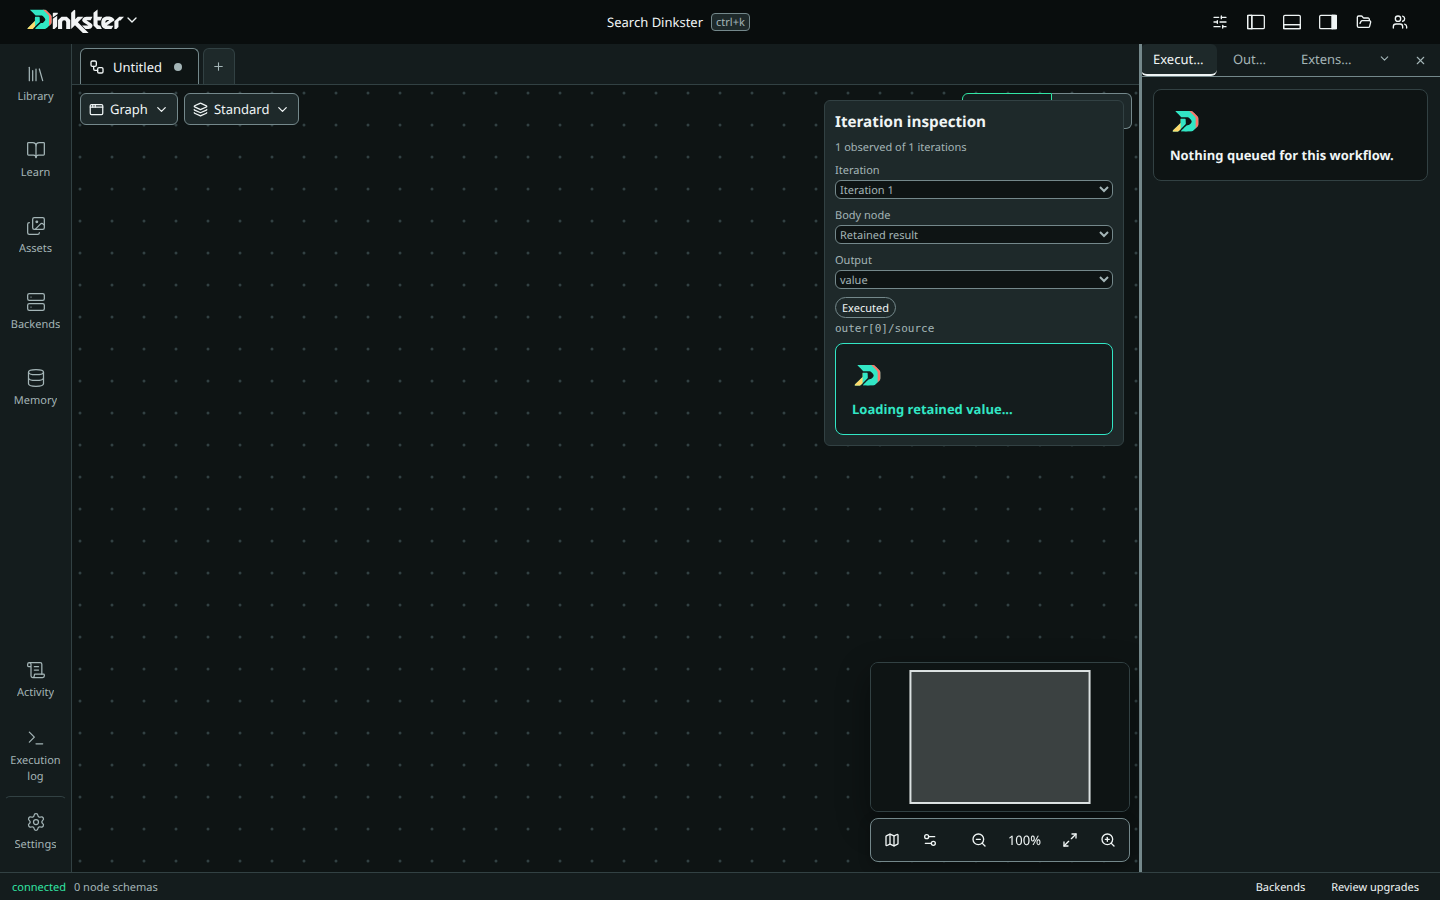 Dinkster
Search Dinkster ctrl+k
Library
Learn
Assets
Backends
Memory
Activity
Execution
log
Settings
Untitled
+
Graph
Standard
Iteration inspection
1 observed of 1 iterations
Iteration
Iteration 1
Body node
Retained result
Output
value
Executed
outer[0]/source
Loading retained value...
100%
Execut...
Out...
Extens...
Nothing queued for this workflow.
connected 0 node schemas
Backends
Review upgrades